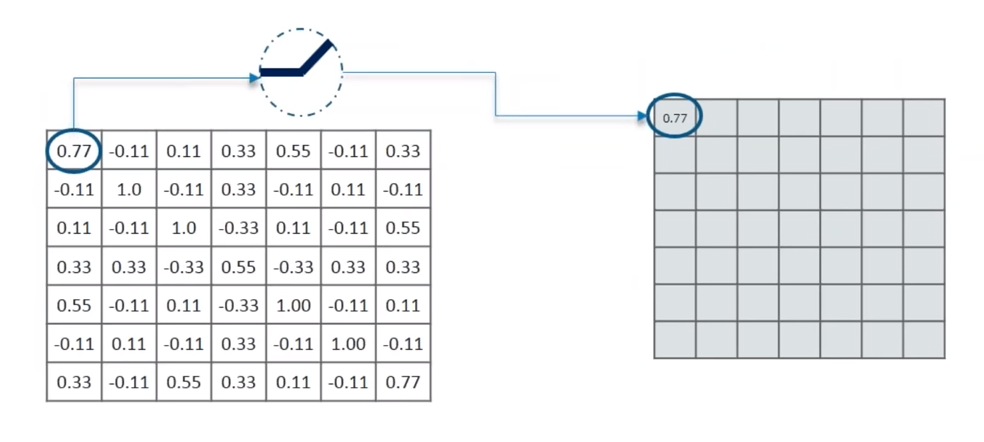 0.77
0.77 -0.11 0.11 0.33 0.55 -0.11 0.33
-0.11 1.0 -0.11 0.33 -0.11 0.11 -0.11
0.11 -0.11 1.0 -0.33 0.11 -0.11 0.55
0.33 0.33 -0.33 0.55 -0.33 0.33 0.33
0.55 -0.11 0.11 -0.33 1.00 -0.11 0.11
-0.11 0.11 -0.11 0.33 -0.11 1.00 -0.11
0.33 -0.11 0.55 0.33 0.11 -0.11 0.77